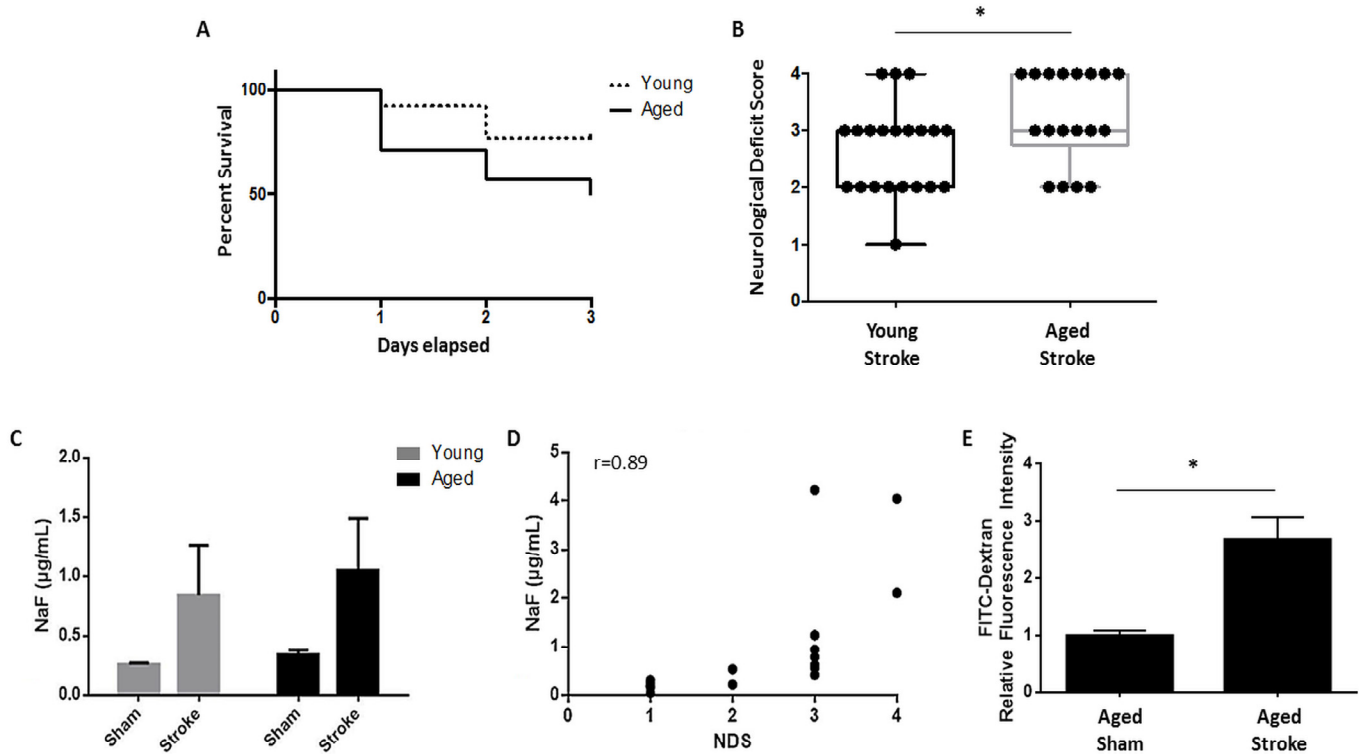 A
Percent Survival
100
50
0
0 1 2 3
Days elapsed
Young
Aged
B
*
Neurological Deficit Score
4
3
2
1
0
Young
Stroke
Aged
Stroke
C
Young
Aged
NaF (µg/mL)
2.0
1.5
1.0
0.5
0.0
Sham
Stroke
Sham
Stroke
D
r=0.89
NaF (µg/mL)
5
4
3
2
1
0
0 1 2 3 4
NDS
E
*
FITC-Dextran
Relative Fluorescence Intensity
4
3
2
1
0
Aged
Sham
Aged
Stroke